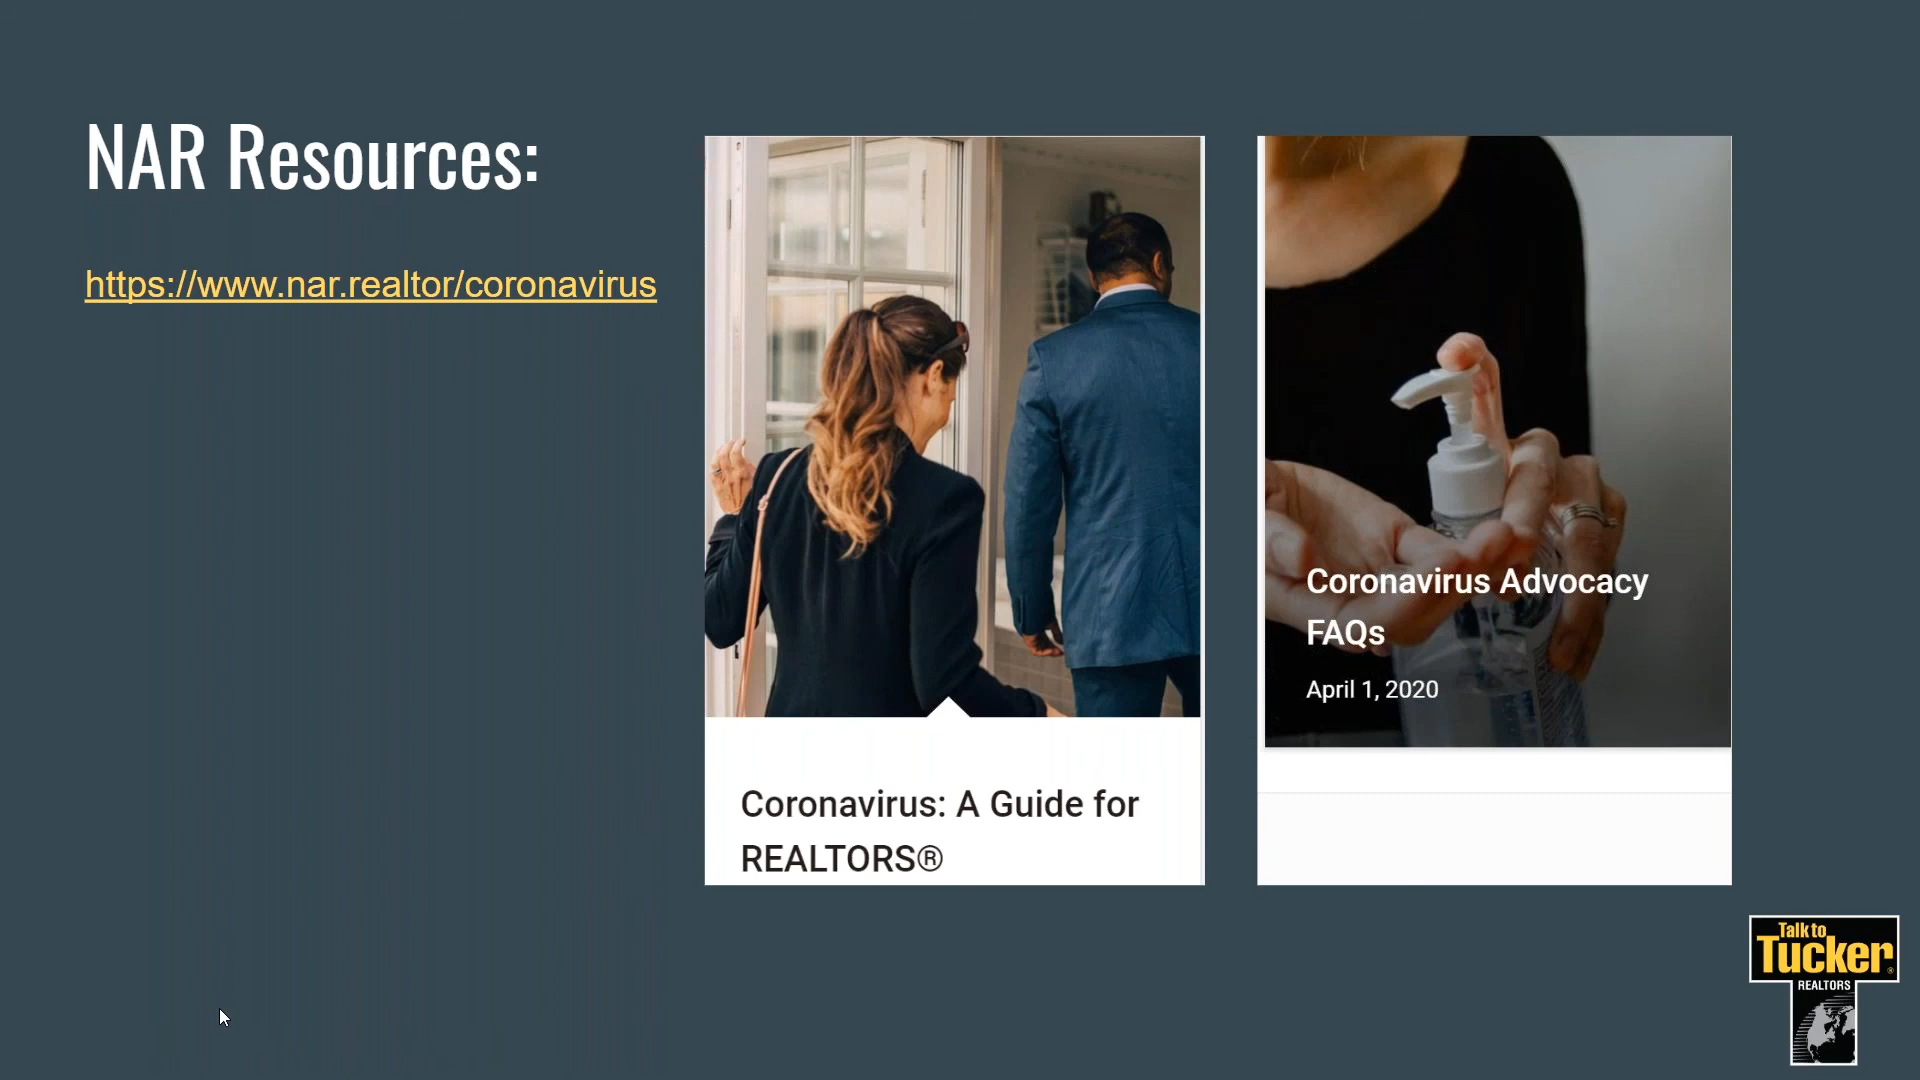 NAR Resources:
https://www.nar.realtor/coronavirus
Coronavirus: A Guide for
REALTORS®
Coronavirus Advocacy
FAQs
April 1, 2020
Talk to
Tucker®
REALTORS